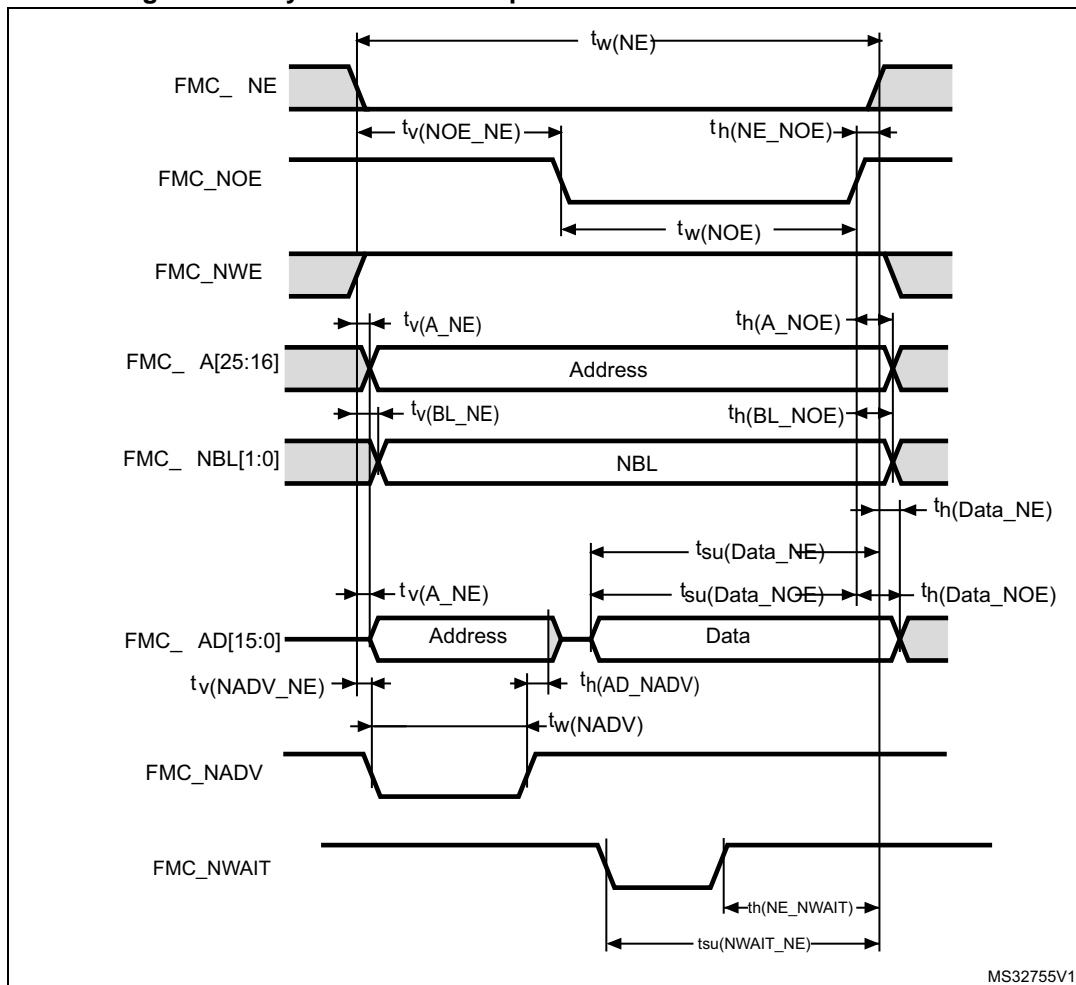 tw(NE)
FMC_ NE
tv(NOE_NE)
th(NE_NOE)
FMC_NOE
tw(NOE)
FMC_NWE
tv(A_NE)
th(A_NOE)
FMC_ A[25:16]
Address
tv(BL_NE)
th(BL_NOE)
FMC_ NBL[1:0]
NBL
th(Data_NE)
tsu(Data_NE)
tv(A_NE)
tsu(Data_NOE)
th(Data_NOE)
FMC_ AD[15:0]
Address
Data
tv(NADV_NE)
th(AD_NADV)
tw(NADV)
FMC_NADV
FMC_NWAIT
th(NE_NWAIT)
tsu(NWAIT_NE)
MS32755V1